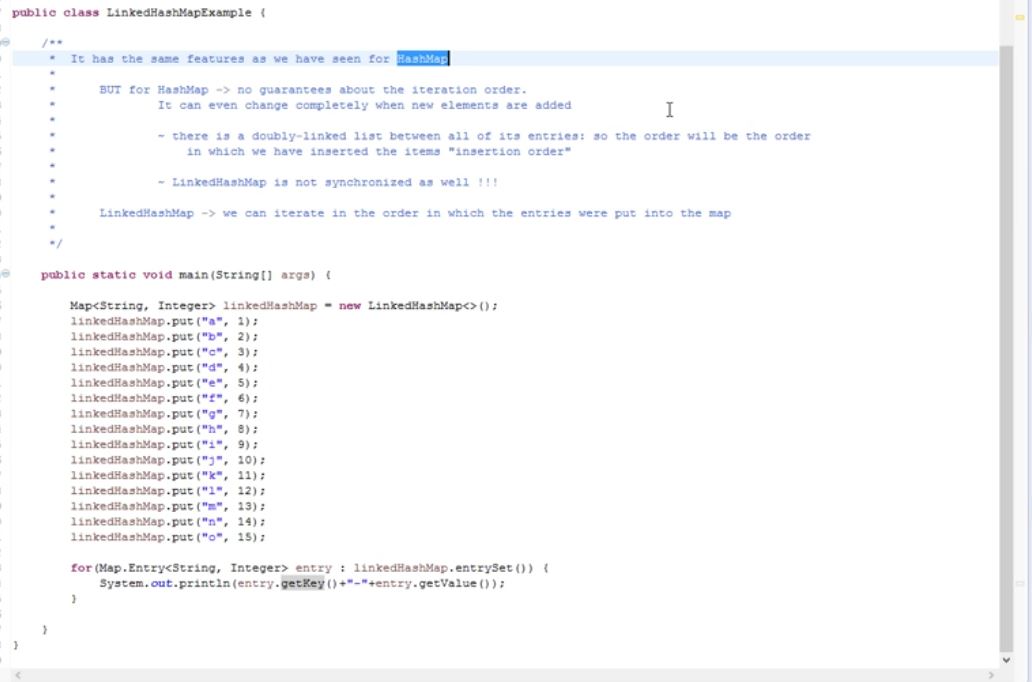 public class LinkedHashMapExample {
/**
* It has the same features as we have seen for HashMap
*
* BUT for HashMap -> no guarantees about the iteration order.
* It can even change completely when new elements are added
*
* ~ there is a doubly-linked list between all of its entries: so the order will be the order
* in which we have inserted the items "insertion order"
*
* ~ LinkedHashMap is not synchronized as well !!!
*
* LinkedHashMap -> we can iterate in the order in which the entries were put into the map
*
*/
public static void main(String[] args) {
Map<String, Integer> linkedHashMap = new LinkedHashMap<>();
linkedHashMap.put("a", 1);
linkedHashMap.put("b", 2);
linkedHashMap.put("c", 3);
linkedHashMap.put("d", 4);
linkedHashMap.put("e", 5);
linkedHashMap.put("f", 6);
linkedHashMap.put("g", 7);
linkedHashMap.put("h", 8);
linkedHashMap.put("i", 9);
linkedHashMap.put("j", 10);
linkedHashMap.put("k", 11);
linkedHashMap.put("l", 12);
linkedHashMap.put("m", 13);
linkedHashMap.put("n", 14);
linkedHashMap.put("o", 15);
for(Map.Entry<String, Integer> entry : linkedHashMap.entrySet()) {
System.out.println(entry.getKey()+"-"+entry.getValue());
}
}
}